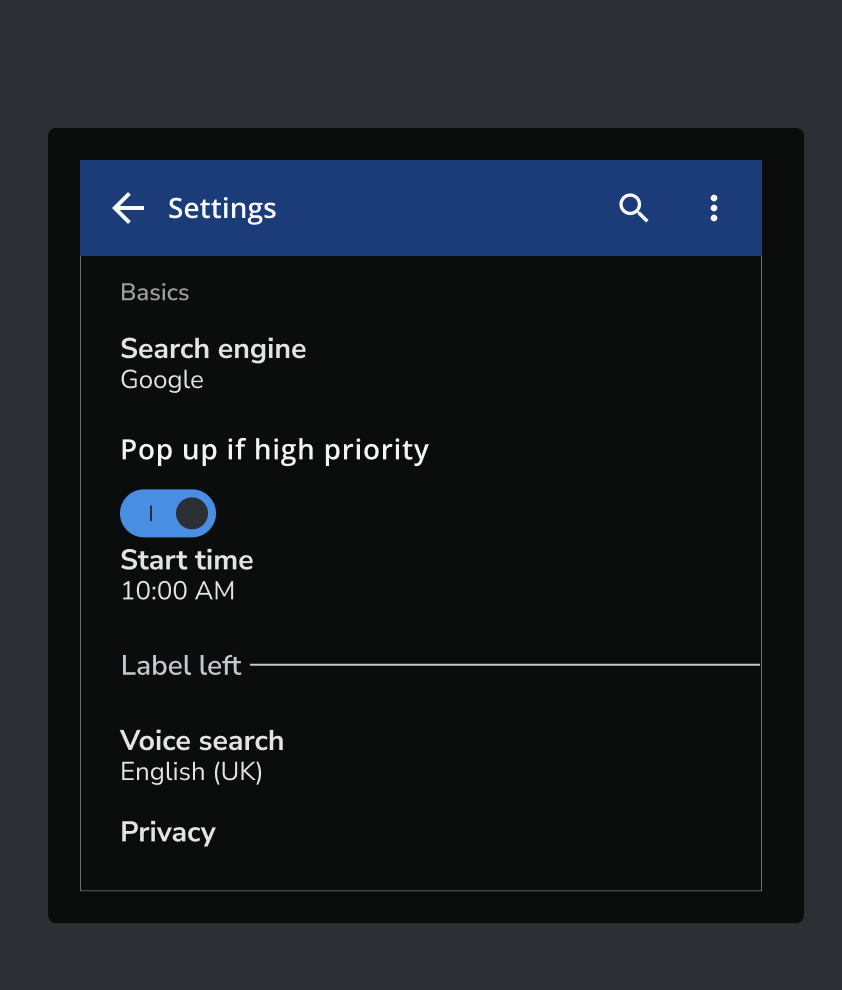 Settings
Basics
Search engine
Google
Pop up if high priority
Start time
10:00 AM
Label left
Voice search
English (UK)
Privacy